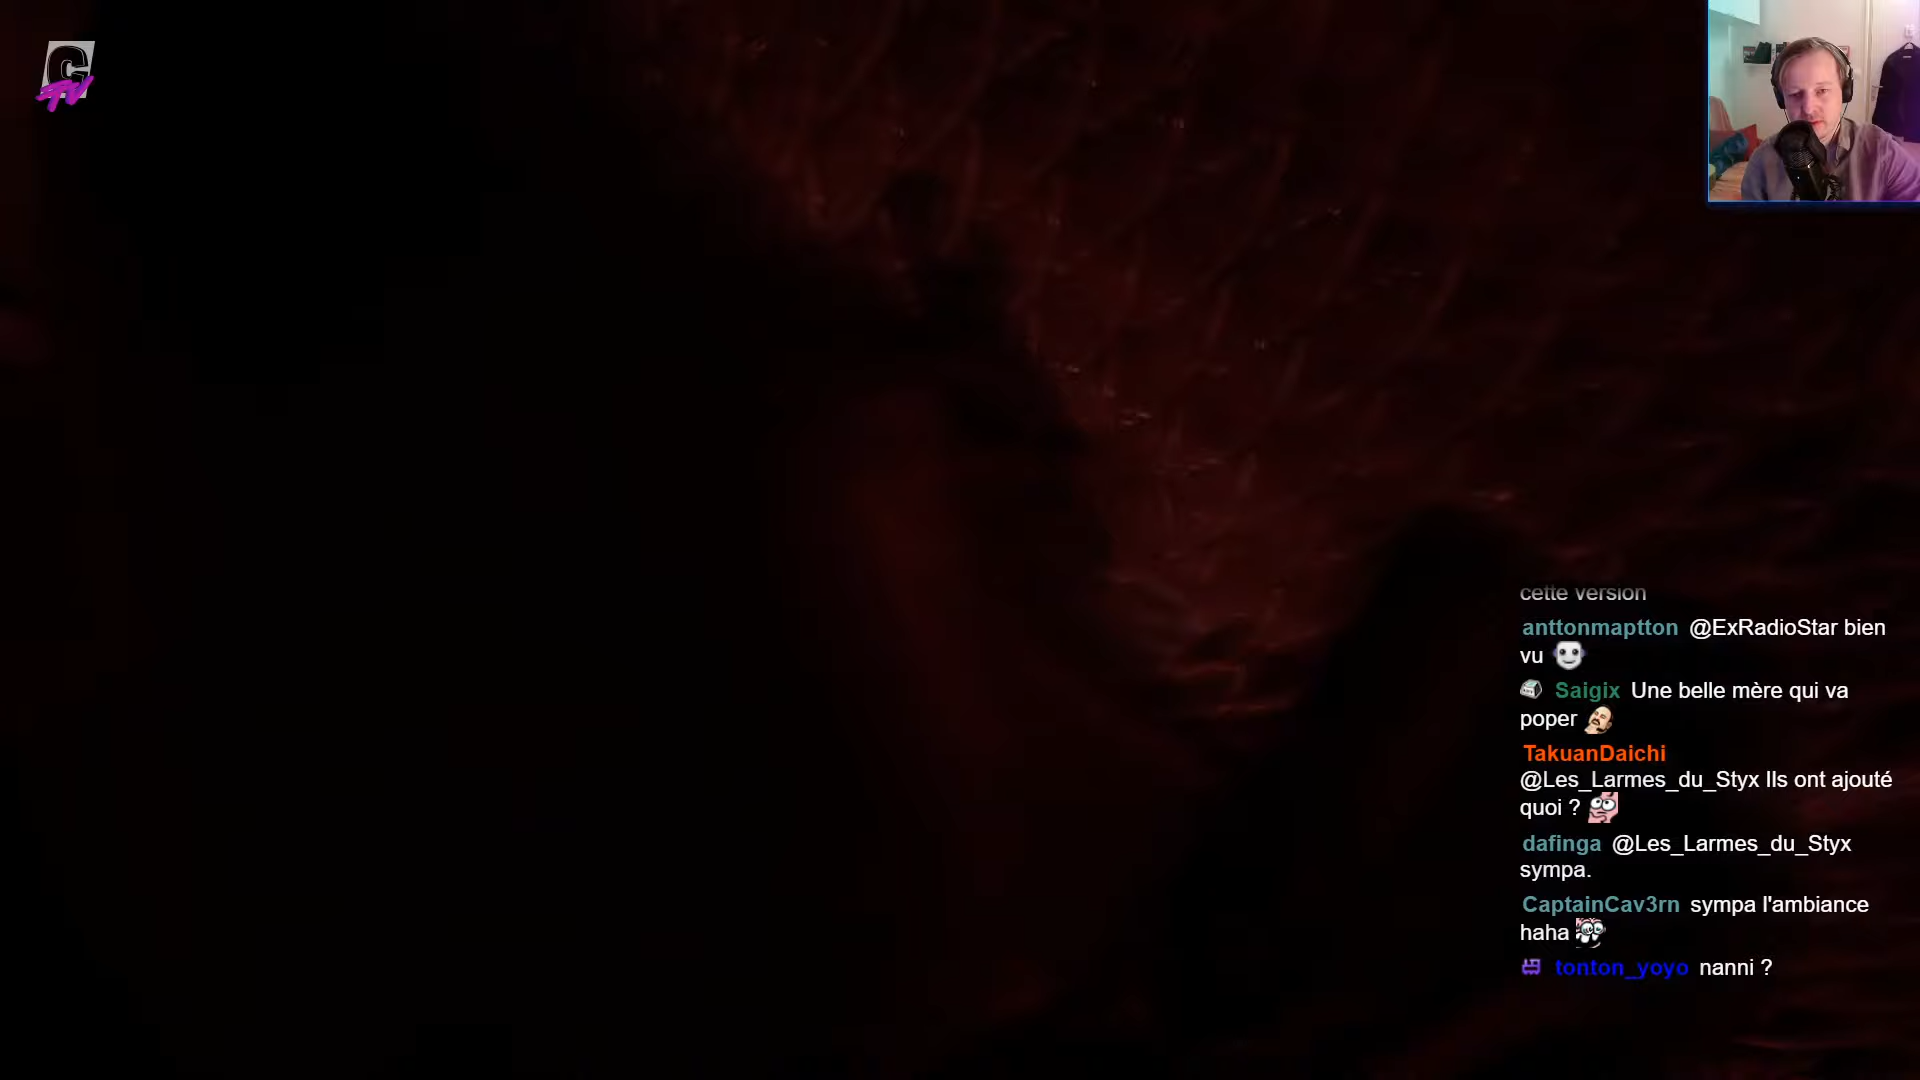 C
TV
cette version
anttonmaptton @ExRadioStar bien
vu
Saigix Une belle mère qui va
poper
TakuanDaichi
@Les_Larmes_du_Styx Ils ont ajouté
quoi ?
dafinga @Les_Larmes_du_Styx
sympa.
CaptainCav3rn sympa l'ambiance
haha
tonton_yoyo nanni ?